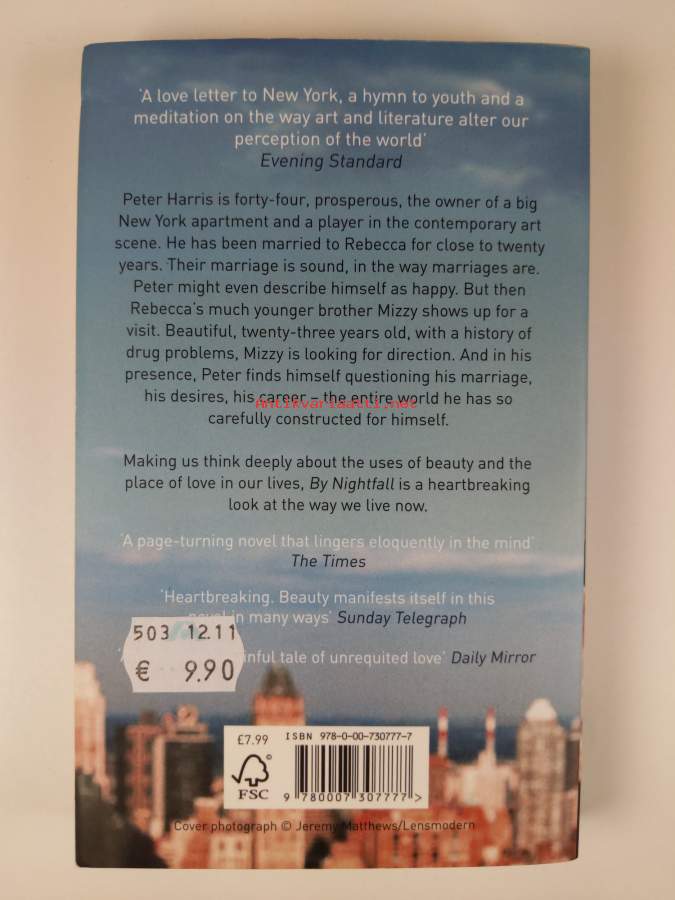 ‘A love letter to New York, a hymn to youth and a
meditation on the way art and literature alter our
perception of the world’
Evening Standard
Peter Harris is forty-four, prosperous, the owner of a big
New York apartment and a player in the contemporary art
scene. He has been married to Rebecca for close to twenty
years. Their marriage is sound, in the way marriages are.
Peter might even describe himself as happy. But then
Rebecca’s much younger brother Mizzy shows up for a
visit. Beautiful, twenty-three years old, with a history of
drug problems, Mizzy is looking for direction. And in his
presence, Peter finds himself questioning his marriage,
his desires, his career – the entire world he has so
Antikvariaatti.net
carefully constructed for himself.
Making us think deeply about the uses of beauty and the
place of love in our lives, By Nightfall is a heartbreaking
look at the way we live now.
‘A page-turning novel that lingers eloquently in the mind’
The Times
‘Heartbreaking. Beauty manifests itself in this
in many ways’ Sunday Telegraph
tale of unrequited love’ Daily Mirror
503 12.11
€ 9.90
£7.99
ISBN 978-0-00-730777-7
FSC
9 780007 307777 >
Cover photograph © Jeremy Matthews/Lensmodern